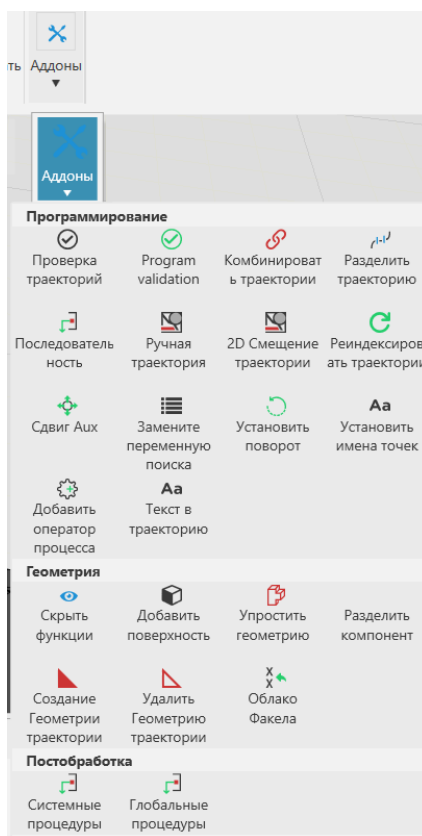 ть Аддоны
Аддоны
Программирование
Проверка траекторий
Program validation
Комбинироват ь траектории
Разделить траекторию
Последователь ность
Ручная траектория
2D Смещение траектории
Реиндексиров ать траектории
Сдвиг Aux
Замените переменную поиска
Установить поворот
Aa
Установить имена точек
Добавить оператор процесса
Aa
Текст в траекторию
Геометрия
Скрыть функции
Добавить поверхность
Упростить геометрию
Разделить компонент
Создание Геометрии траектории
Удалить Геометрию траектории
X
X
Облако Факела
Постобработка
Системные процедуры
Глобальные процедуры